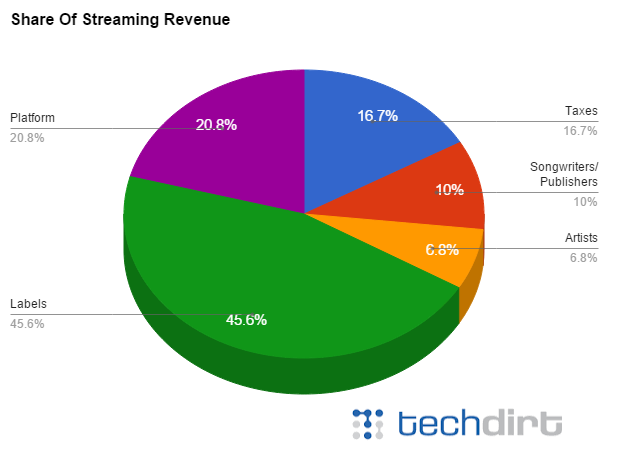 Share Of Streaming Revenue
Platform
20.8%
20.8%
16.7%
Taxes
16.7%
10%
Songwriters/
Publishers
10%
6.8%
Artists
6.8%
Labels
45.6%
45.6%
techdirt